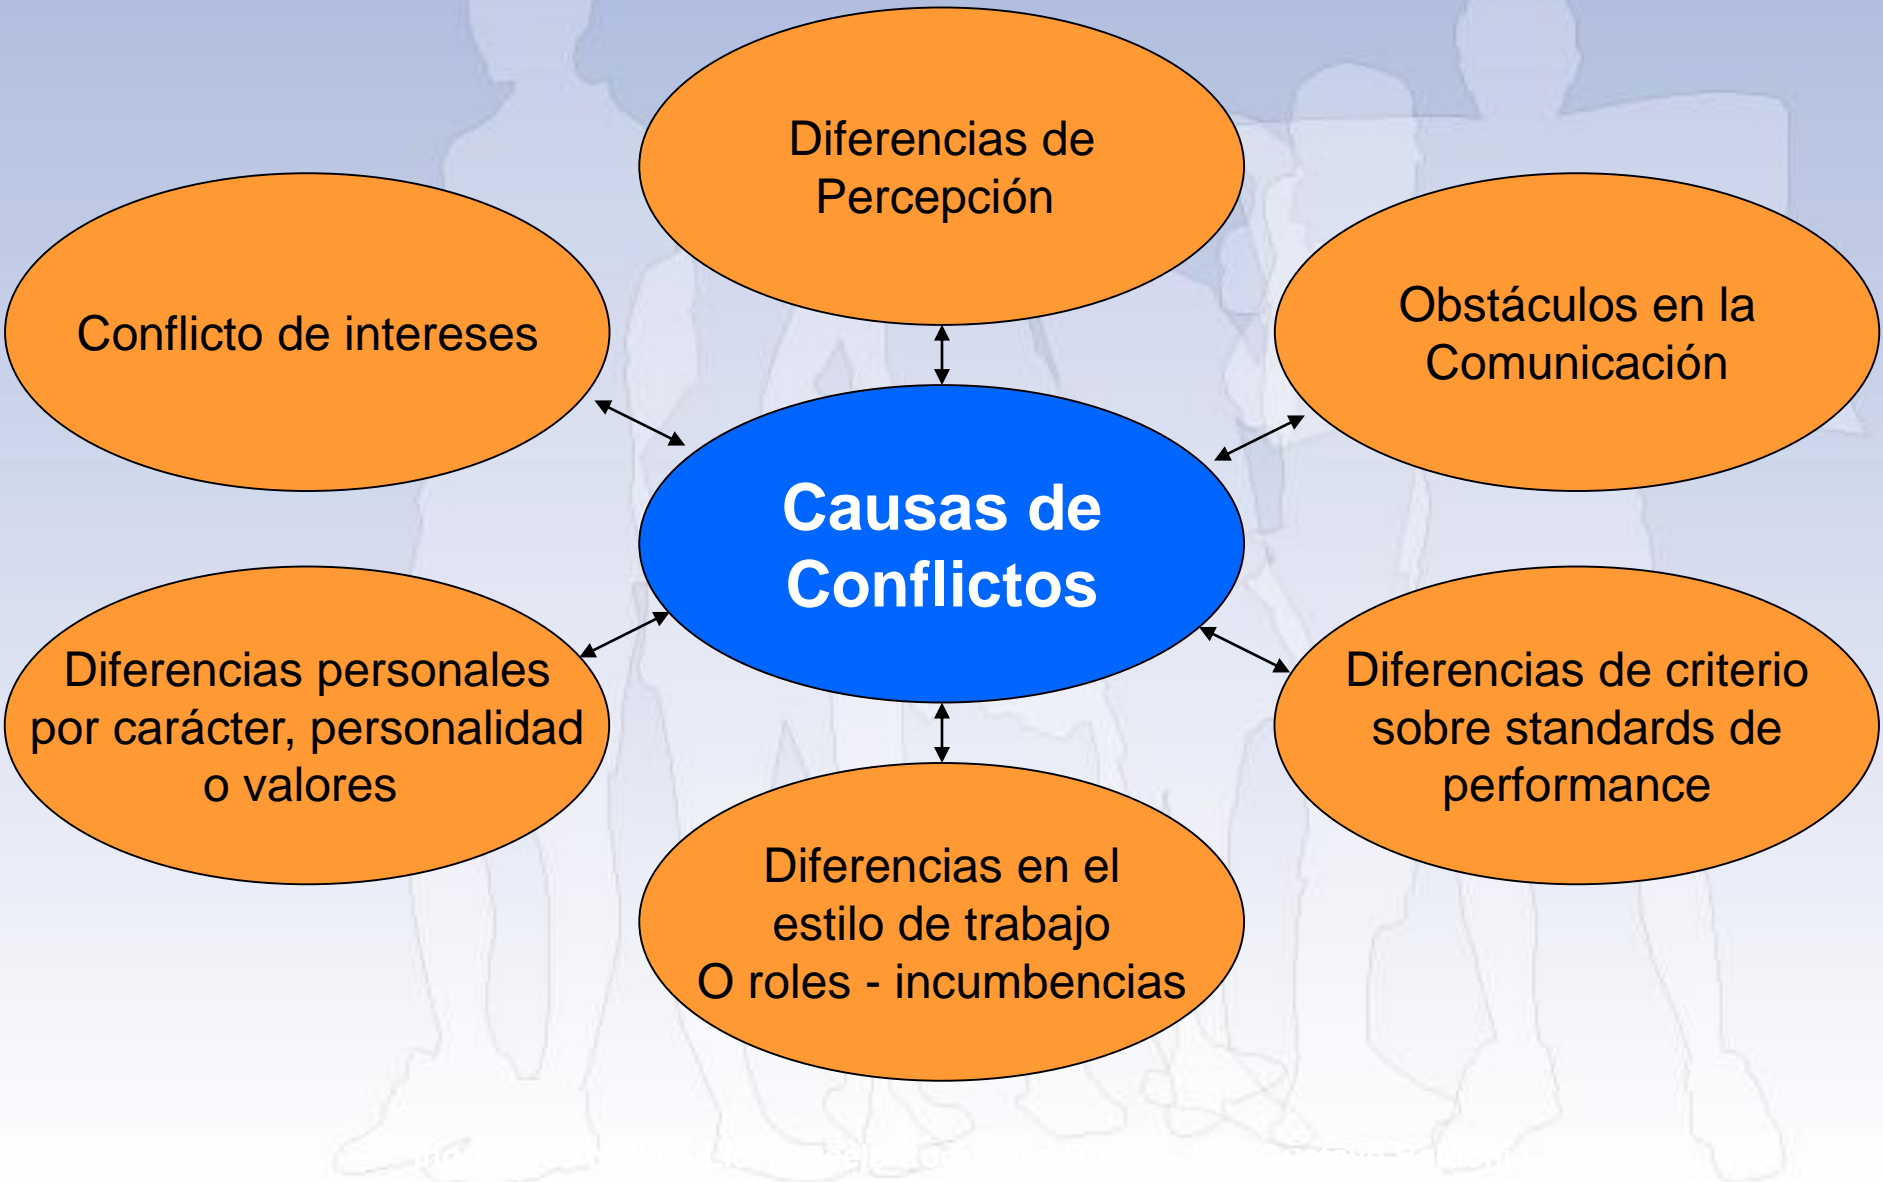 Diferencias de
Percepción
Conflicto de intereses
Obstáculos en la
Comunicación
Causas de
Conflictos
Diferencias personales
por carácter, personalidad
o valores
Diferencias de criterio
sobre standards de
performance
Diferencias en el
estilo de trabajo
O roles - incumbencias